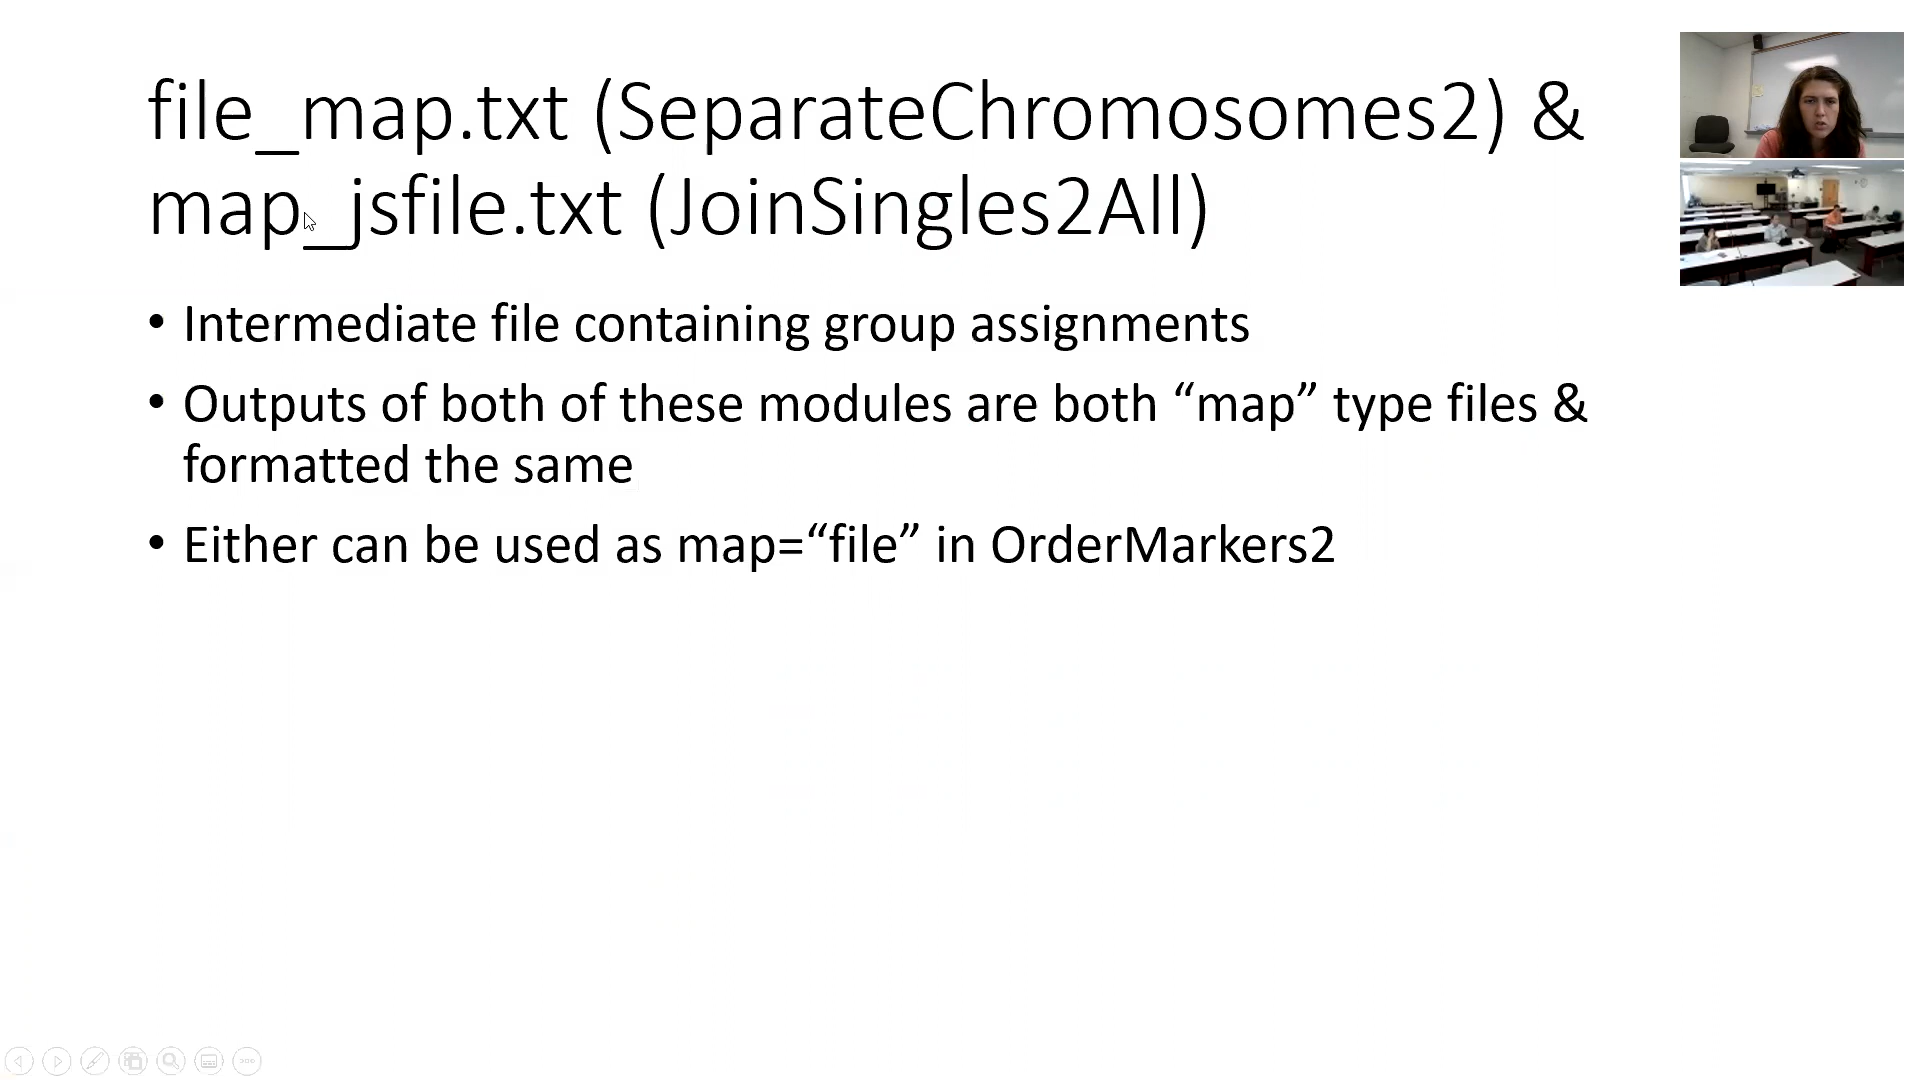 file_map.txt (SeparateChromosomes2) &
map_jsfile.txt (JoinSingles2All)
• Intermediate file containing group assignments
• Outputs of both of these modules are both “map” type files &
formatted the same
• Either can be used as map=“file” in OrderMarkers2